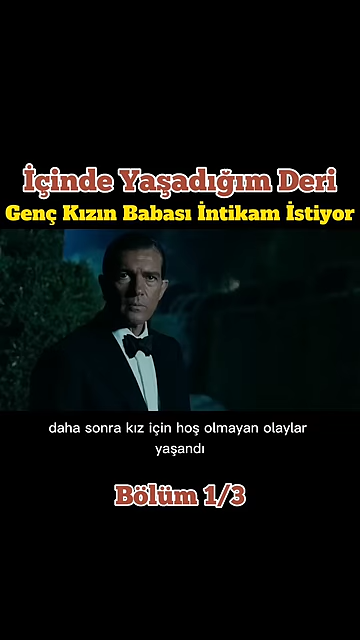 İçinde Yaşadığım Deri
Genç Kızın Babası İntikam İstiyor
daha sonra kız için hoş olmayan olaylar
yaşandı
Bölüm 1/3